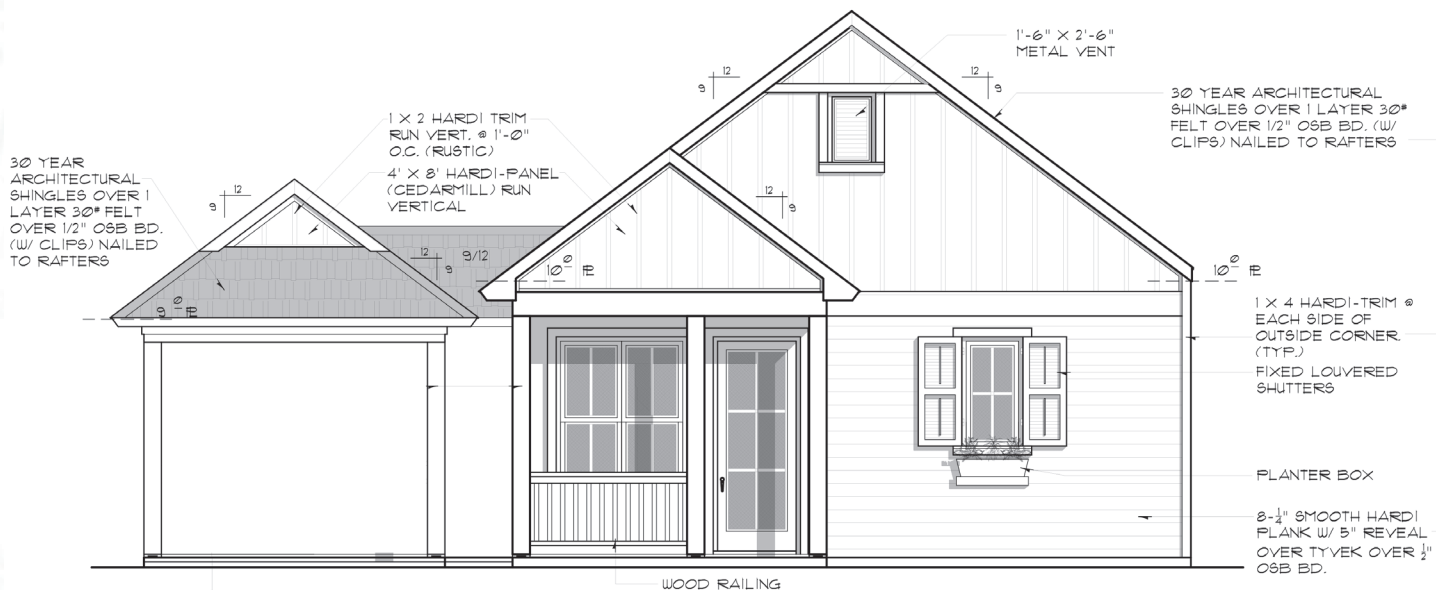 1'-6" X 2'-6"
METAL VENT
12
9
12
9
30 YEAR ARCHITECTURAL
SHINGLES OVER 1 LAYER 30#
FELT OVER 1/2" OSB BD. (W/
CLIPS) NAILED TO RAFTERS
1 X 2 HARDI TRIM
RUN VERT. @ 1'-0"
O.C. (RUSTIC)
4' X 8' HARDI-PANEL
(CEDARMILL) RUN
VERTICAL
30 YEAR
ARCHITECTURAL
SHINGLES OVER 1
LAYER 30# FELT
OVER 1/2" OSB BD.
(W/ CLIPS) NAILED
TO RAFTERS
12
9
12
9
12
9
9/12
10 0 PL
10 0 PL
9 0 PL
1 X 4 HARDI-TRIM @
EACH SIDE OF
OUTSIDE CORNER.
(TYP.)
FIXED LOUVERED
SHUTTERS
PLANTER BOX
8-1/4" SMOOTH HARDI
PLANK W/ 5" REVEAL
OVER TYVEK OVER 1/2"
OSB BD.
WOOD RAILING